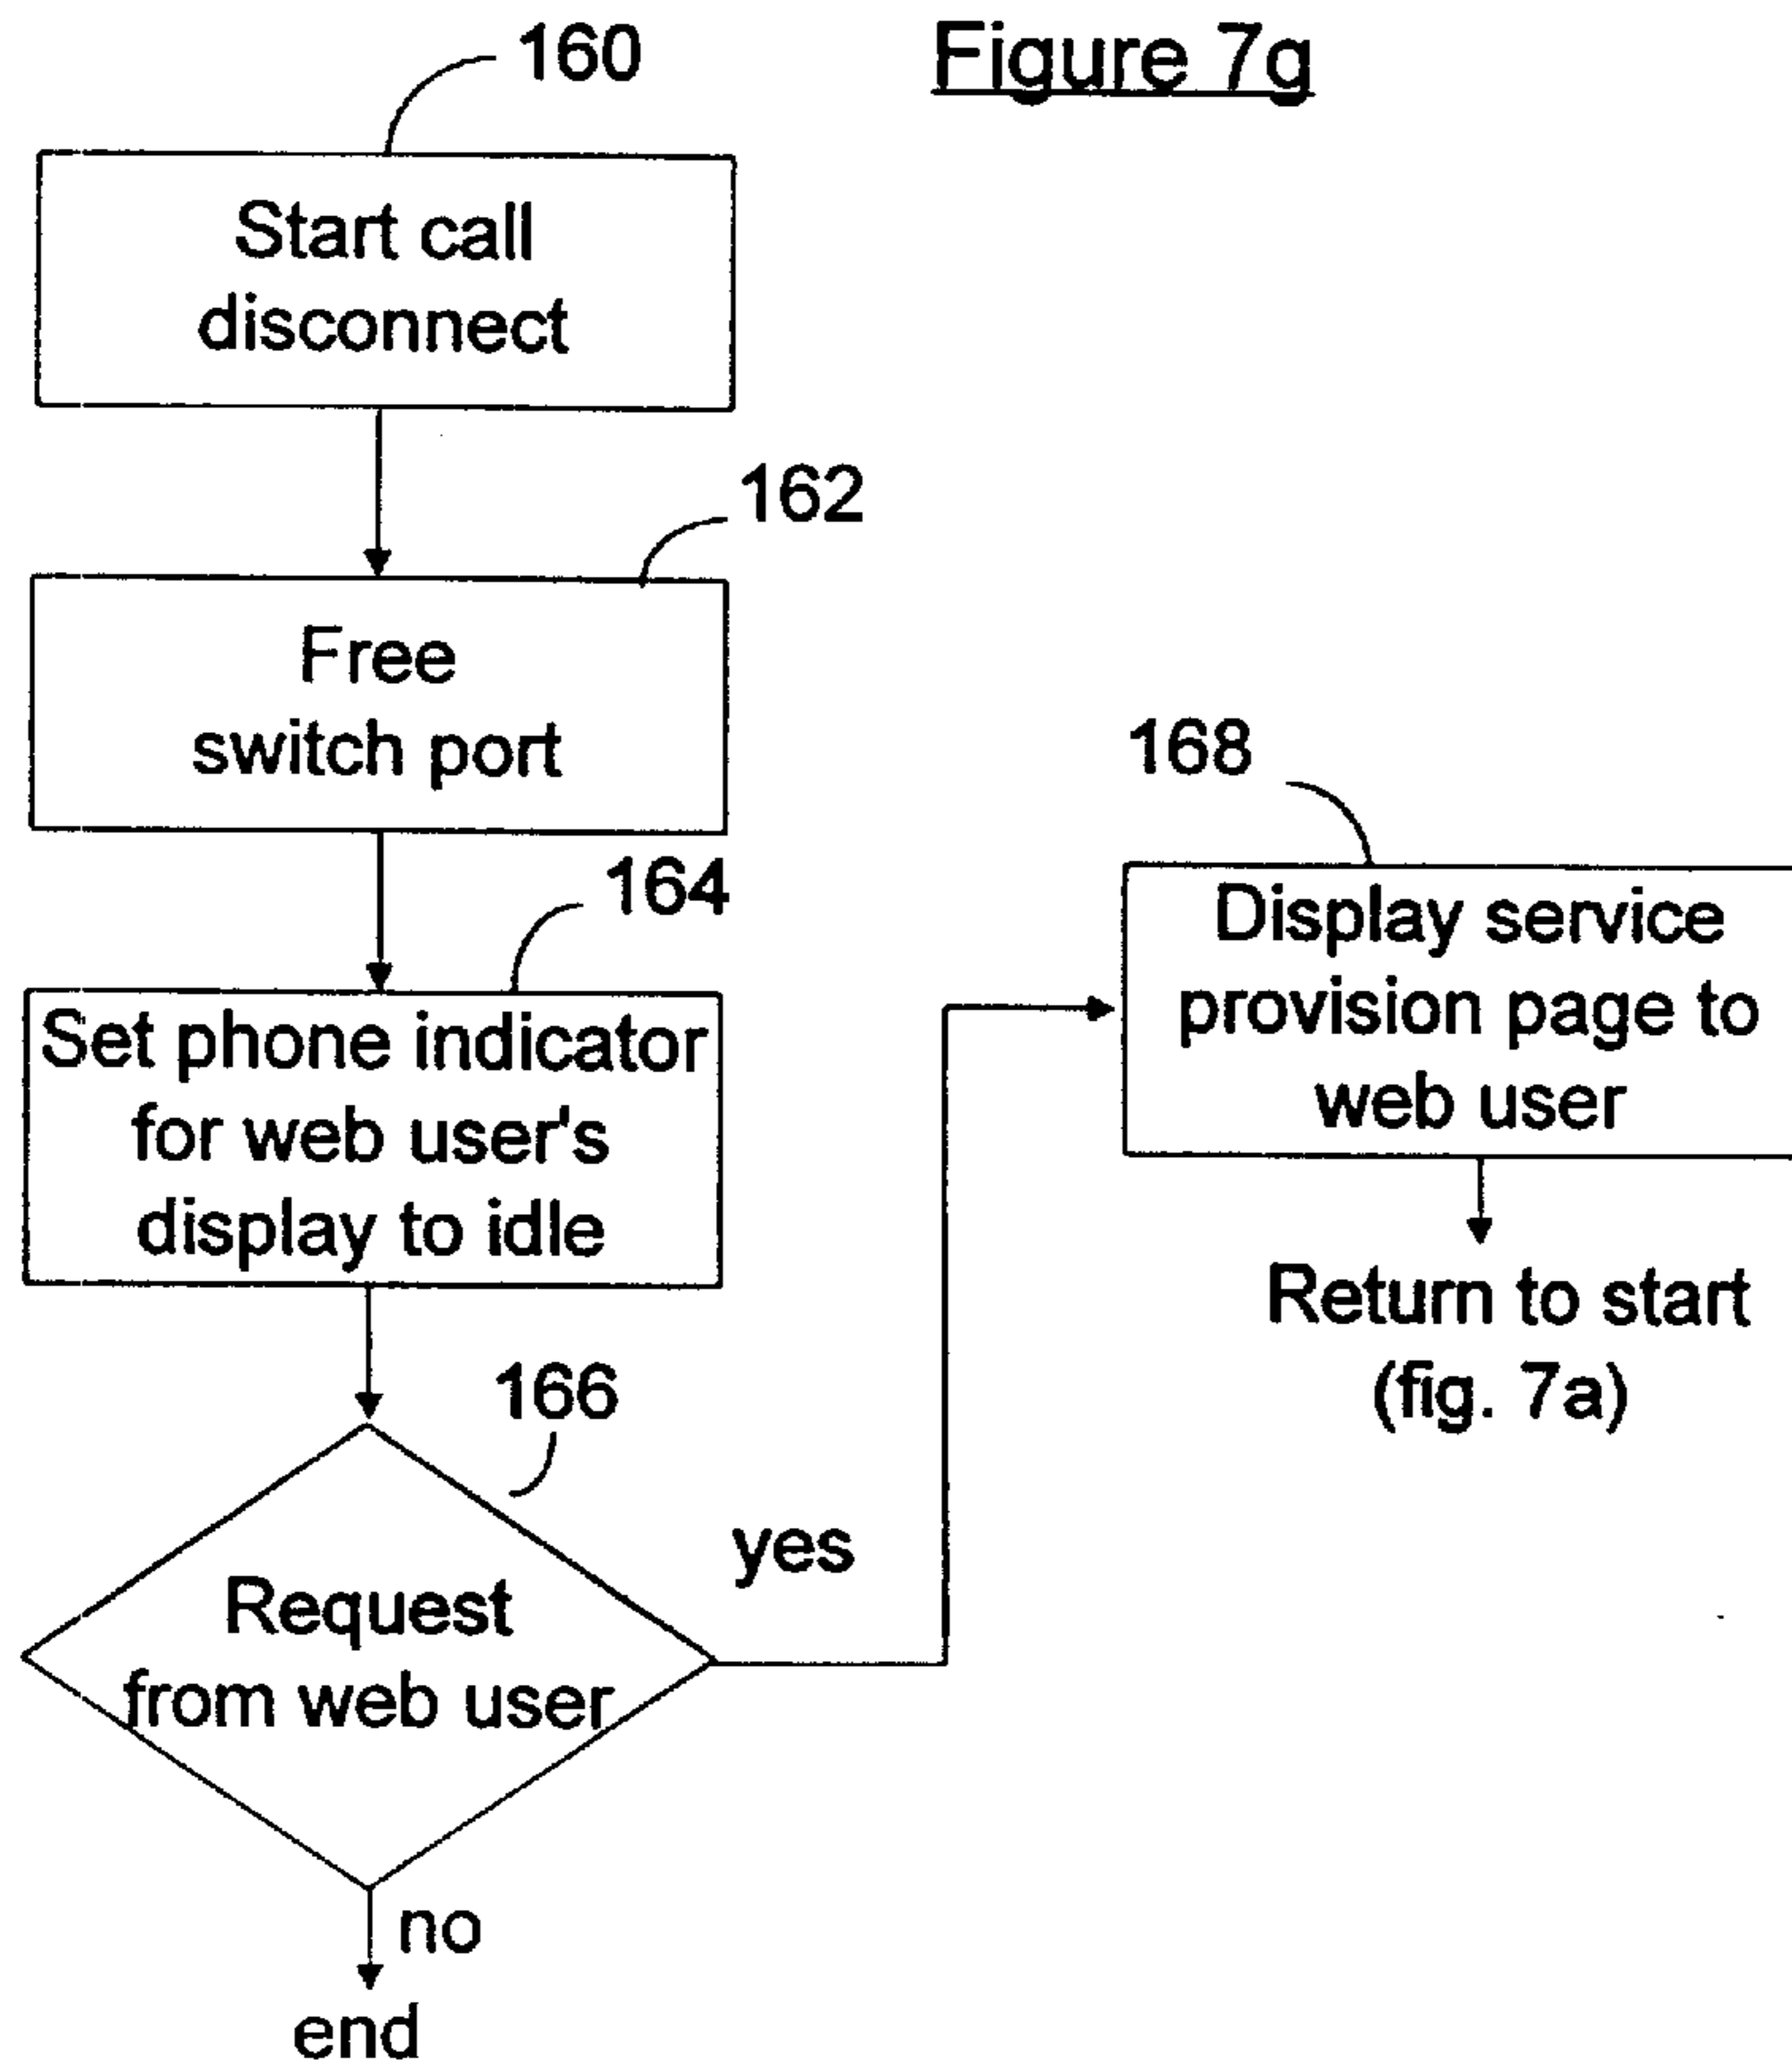 Figure 7g
160
Start call
disconnect
162
Free
switch port
164
Set phone indicator
for web user's
display to idle
166
Request
from web user
yes
no
end
168
Display service
provision page to
web user
Return to start
(fig. 7a)